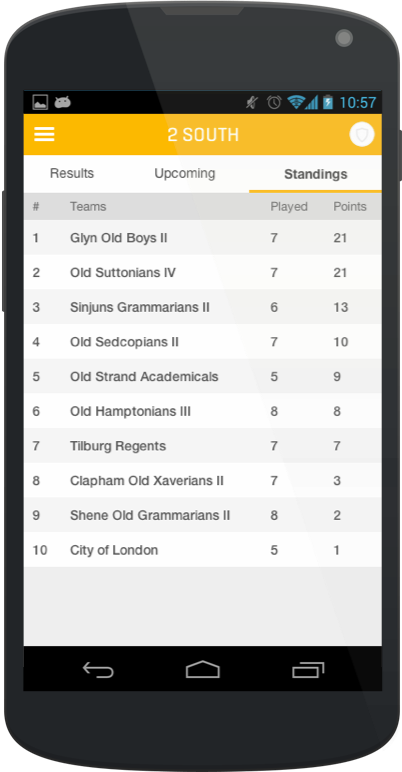 10:57
2 SOUTH
Results Upcoming Standings
# Teams Played Points
1 Glyn Old Boys II 7 21
2 Old Suttonians IV 7 21
3 Sinjuns Grammarians II 6 13
4 Old Sedcopians II 7 10
5 Old Strand Academicals 5 9
6 Old Hamptonians III 8 8
7 Tilburg Regents 7 7
8 Clapham Old Xaverians II 7 3
9 Shene Old Grammarians II 8 2
10 City of London 5 1